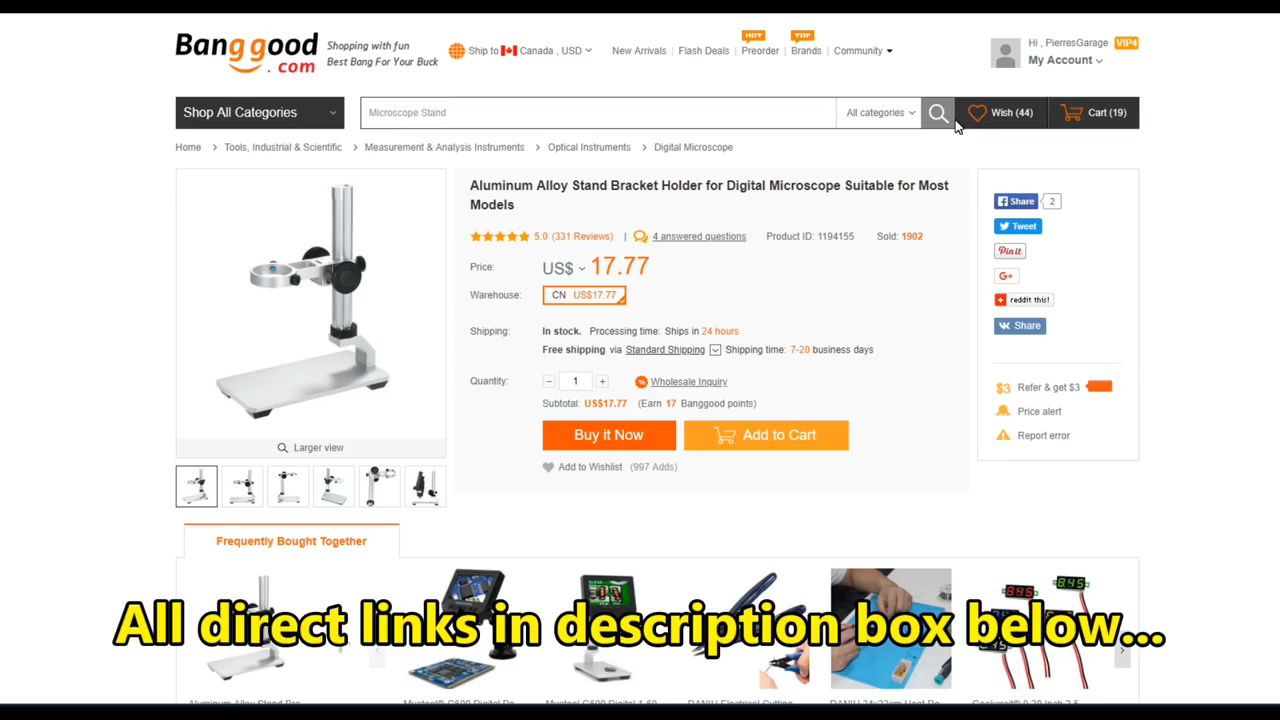 Banggood
.com
Shopping with fun
Best Bang For Your Buck
Ship to Canada , USD
New Arrivals
Flash Deals
HOT
Preorder
TOP
Brands
Community
Hi , PierresGarage VIP4
My Account
Shop All Categories
Microscope Stand
All categories
Wish (44)
Cart (19)
Home > Tools, Industrial & Scientific > Measurement & Analysis Instruments > Optical Instruments > Digital Microscope
Aluminum Alloy Stand Bracket Holder for Digital Microscope Suitable for Most
Models
5.0 (331 Reviews) | 4 answered questions Product ID: 1194155 Sold: 1902
Price: US$ 17.77
Warehouse: CN US$17.77
Shipping: In stock. Processing time: Ships in 24 hours
Free shipping via Standard Shipping Shipping time: 7-20 business days
Quantity: - 1 + Wholesale Inquiry
Subtotal: US$17.77 (Earn 17 Banggood points)
Buy it Now
Add to Cart
Add to Wishlist (997 Adds)
Larger view
Share 2
Tweet
Pin it
G+
reddit this!
Share
$3 Refer & get $3
Price alert
Report error
Frequently Bought Together
All direct links in description box below...